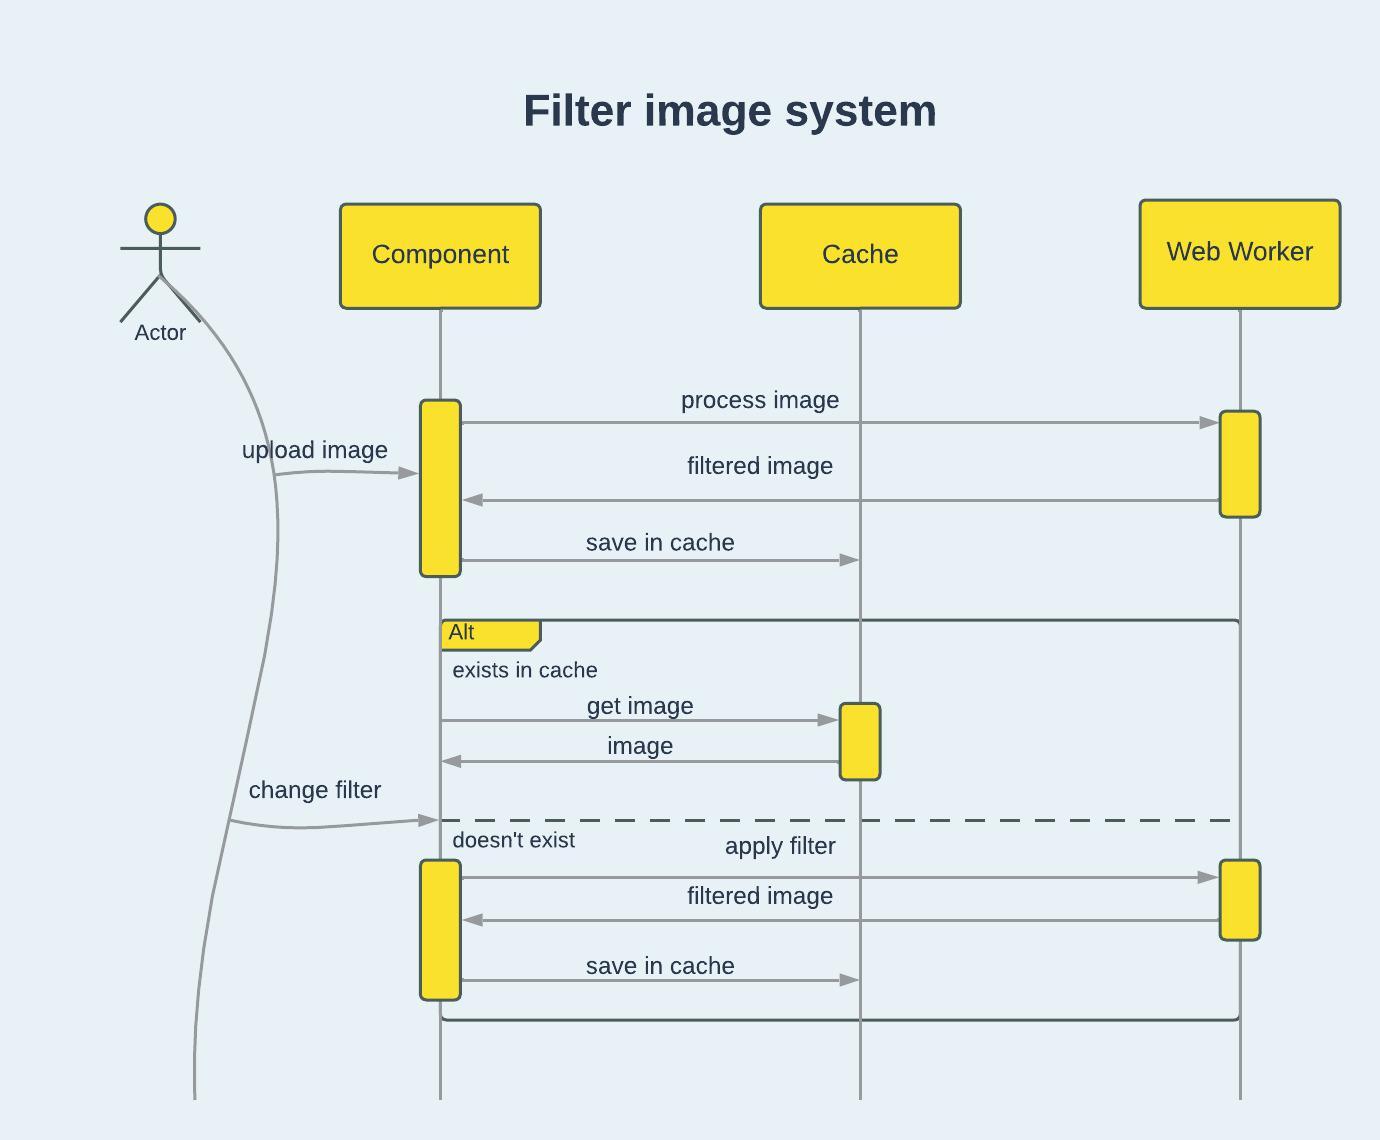 Filter image system
Component
Cache
Web Worker
Actor
process image
upload image
filtered image
save in cache
Alt
exists in cache
get image
image
change filter
doesn't exist
apply filter
filtered image
save in cache